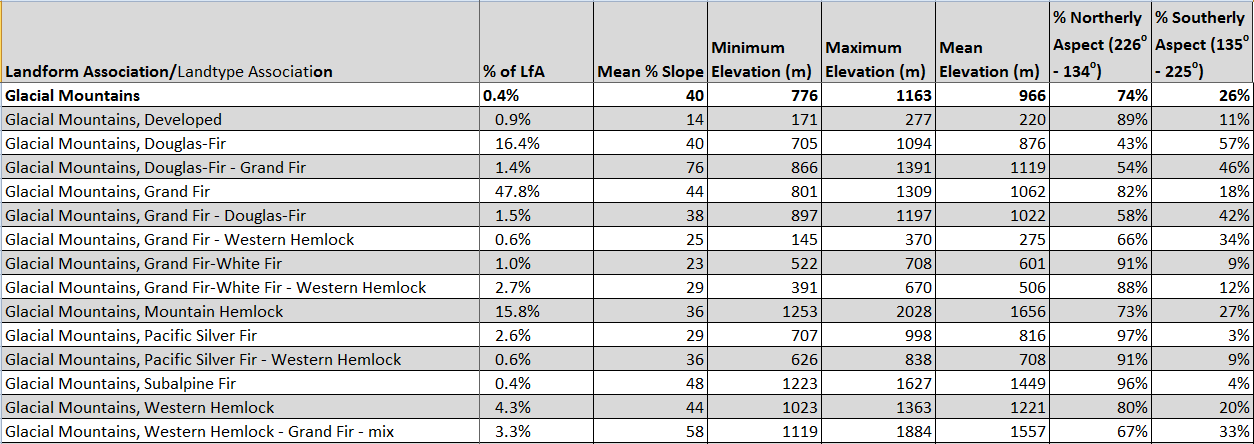 Landform Association/Landtype Association % of LfA Mean % Slope Minimum Elevation (m) Maximum Elevation (m) Mean Elevation (m) % Northerly Aspect (226° - 134°) % Southerly Aspect (135° - 225°)
Glacial Mountains 0.4% 40 776 1163 966 74% 26%
Glacial Mountains, Developed 0.9% 14 171 277 220 89% 11%
Glacial Mountains, Douglas-Fir 16.4% 40 705 1094 876 43% 57%
Glacial Mountains, Douglas-Fir - Grand Fir 1.4% 76 866 1391 1119 54% 46%
Glacial Mountains, Grand Fir 47.8% 44 801 1309 1062 82% 18%
Glacial Mountains, Grand Fir - Douglas-Fir 1.5% 38 897 1197 1022 58% 42%
Glacial Mountains, Grand Fir - Western Hemlock 0.6% 25 145 370 275 66% 34%
Glacial Mountains, Grand Fir-White Fir 1.0% 23 522 708 601 91% 9%
Glacial Mountains, Grand Fir-White Fir - Western Hemlock 2.7% 29 391 670 506 88% 12%
Glacial Mountains, Mountain Hemlock 15.8% 36 1253 2028 1656 73% 27%
Glacial Mountains, Pacific Silver Fir 2.6% 29 707 998 816 97% 3%
Glacial Mountains, Pacific Silver Fir - Western Hemlock 0.6% 36 626 838 708 91% 9%
Glacial Mountains, Subalpine Fir 0.4% 48 1223 1627 1449 96% 4%
Glacial Mountains, Western Hemlock 4.3% 44 1023 1363 1221 80% 20%
Glacial Mountains, Western Hemlock - Grand Fir - mix 3.3% 58 1119 1884 1557 67% 33%